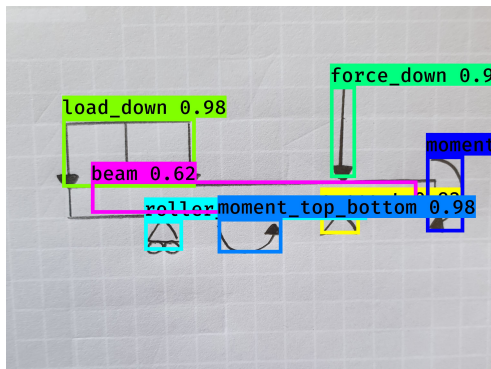 force_down 0.9
load_down 0.98
moment
beam 0.62
roller
moment_top_bottom 0.98